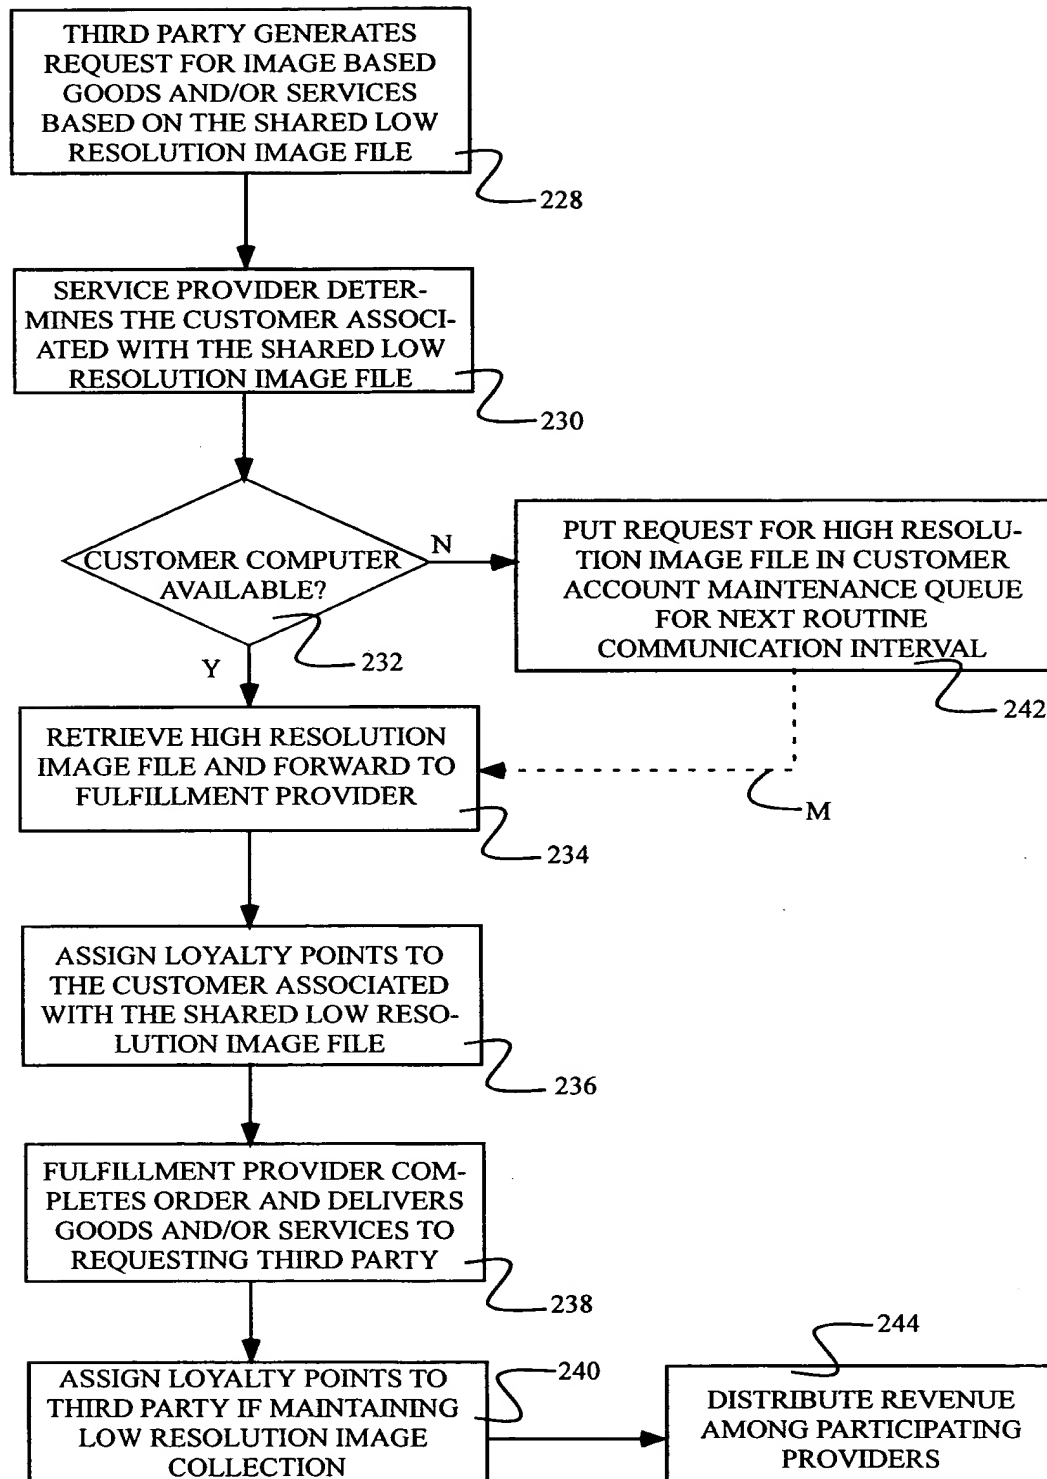 THIRD PARTY GENERATES
REQUEST FOR IMAGE BASED
GOODS AND/OR SERVICES
BASED ON THE SHARED LOW
RESOLUTION IMAGE FILE
228
SERVICE PROVIDER DETER-
MINES THE CUSTOMER ASSOCI-
ATED WITH THE SHARED LOW
RESOLUTION IMAGE FILE
230
CUSTOMER COMPUTER
AVAILABLE?
N
Y
232
PUT REQUEST FOR HIGH RESOLU-
TION IMAGE FILE IN CUSTOMER
ACCOUNT MAINTENANCE QUEUE
FOR NEXT ROUTINE
COMMUNICATION INTERVAL
242
RETRIEVE HIGH RESOLUTION
IMAGE FILE AND FORWARD TO
FULFILLMENT PROVIDER
234
M
ASSIGN LOYALTY POINTS TO
THE CUSTOMER ASSOCIATED
WITH THE SHARED LOW RESO-
LUTION IMAGE FILE
236
FULFILLMENT PROVIDER COM-
PLETES ORDER AND DELIVERS
GOODS AND/OR SERVICES TO
REQUESTING THIRD PARTY
238
ASSIGN LOYALTY POINTS TO
THIRD PARTY IF MAINTAINING
LOW RESOLUTION IMAGE
COLLECTION
240
244
DISTRIBUTE REVENUE
AMONG PARTICIPATING
PROVIDERS